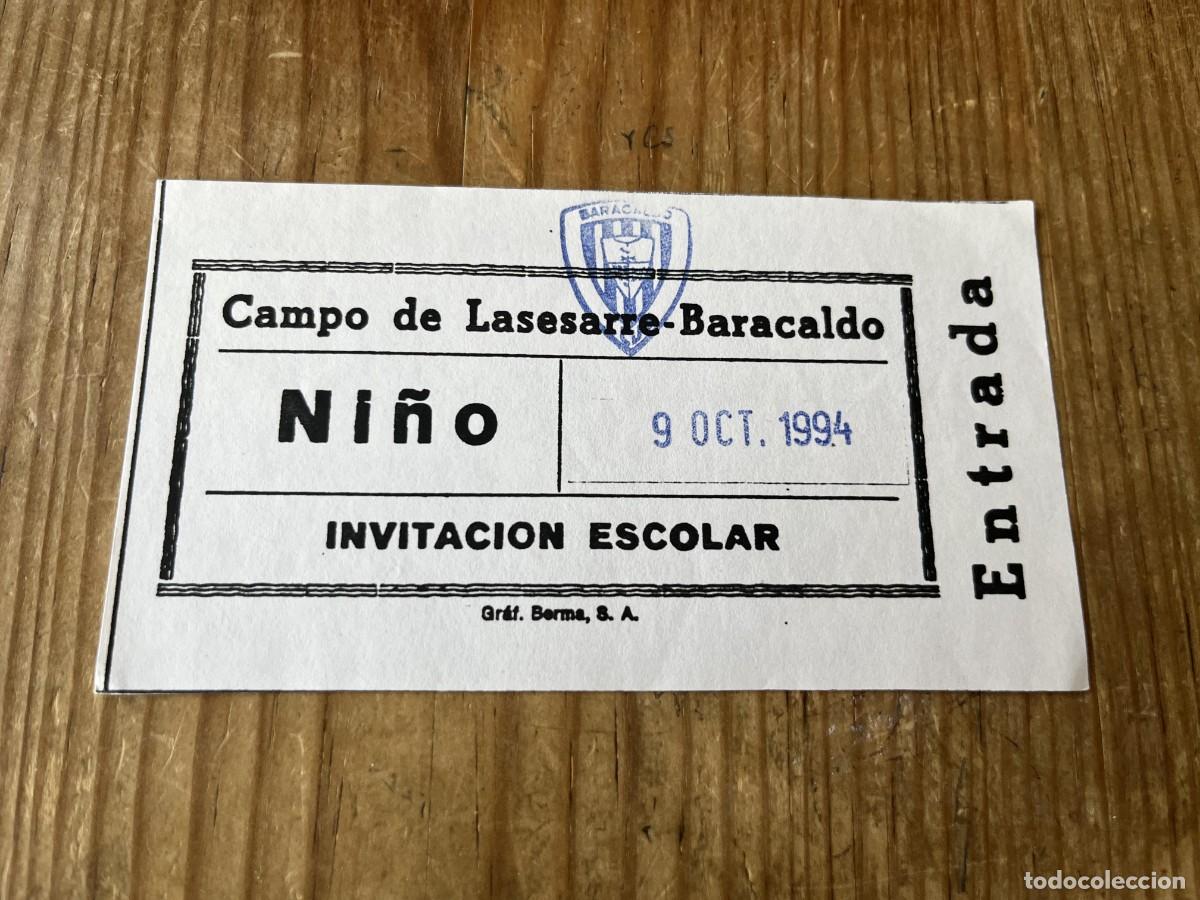 BARACALDO
Campo de Lasesarre-Baracaldo
Niño
9 OCT. 1994
INVITACION ESCOLAR
Gráf. Berma, S. A.
Entrada
todocoleccion